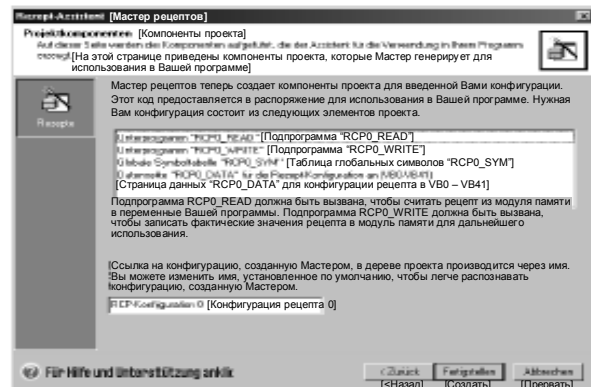 Rezept-Assistent [Мастер рецептов]
Projektkomponenten [Компоненты проекта]
Auf dieser Seite werden die Komponenten aufgeführt, die der Assistent für die Verwendung in Ihrem Programm
erzeugt.[На этой странице приведены компоненты проекта, которые Мастер генерирует для
использования в Вашей программе]
Rezepte
Мастер рецептов теперь создает компоненты проекта для введенной Вами конфигурации.
Этот код предоставляется в распоряжение для использования в Вашей программе. Нужная
Вам конфигурация состоит из следующих элементов проекта.
Unterprogramm "RCP0_READ" [Подпрограмма “RCP0_READ”]
Unterprogramm "RCP0_WRITE" [Подпрограмма “RCP0_WRITE”]
Globale Symboltabelle "RCP0_SYM" [Таблица глобальных символов “RCP0_SYM”]
Datenseite "RCP0_DATA" für die Rezept-Konfiguration an (VB0-VB41)
[Страница данных “RCP0_DATA” для конфигурации рецепта в VB0 – VB41]
Подпрограмма RCP0_READ должна быть вызвана, чтобы считать рецепт из модуля памяти
в переменные Вашей программы. Подпрограмма RCP0_WRITE должна быть вызвана,
чтобы записать фактические значения рецепта в модуль памяти для дальнейшего
использования.
Ссылка на конфигурацию, созданную Мастером, в дереве проекта производится через имя.
Вы можете изменить имя, установленное по умолчанию, чтобы легче распознавать
конфигурацию, созданную Мастером.
RCP-Konfiguration 0 [Конфигурация рецепта 0]
Für Hilfe und Unterstützung anklic
<Zurück Fertigstellen Abbrechen
[<Назад] [Создать] [Прервать]